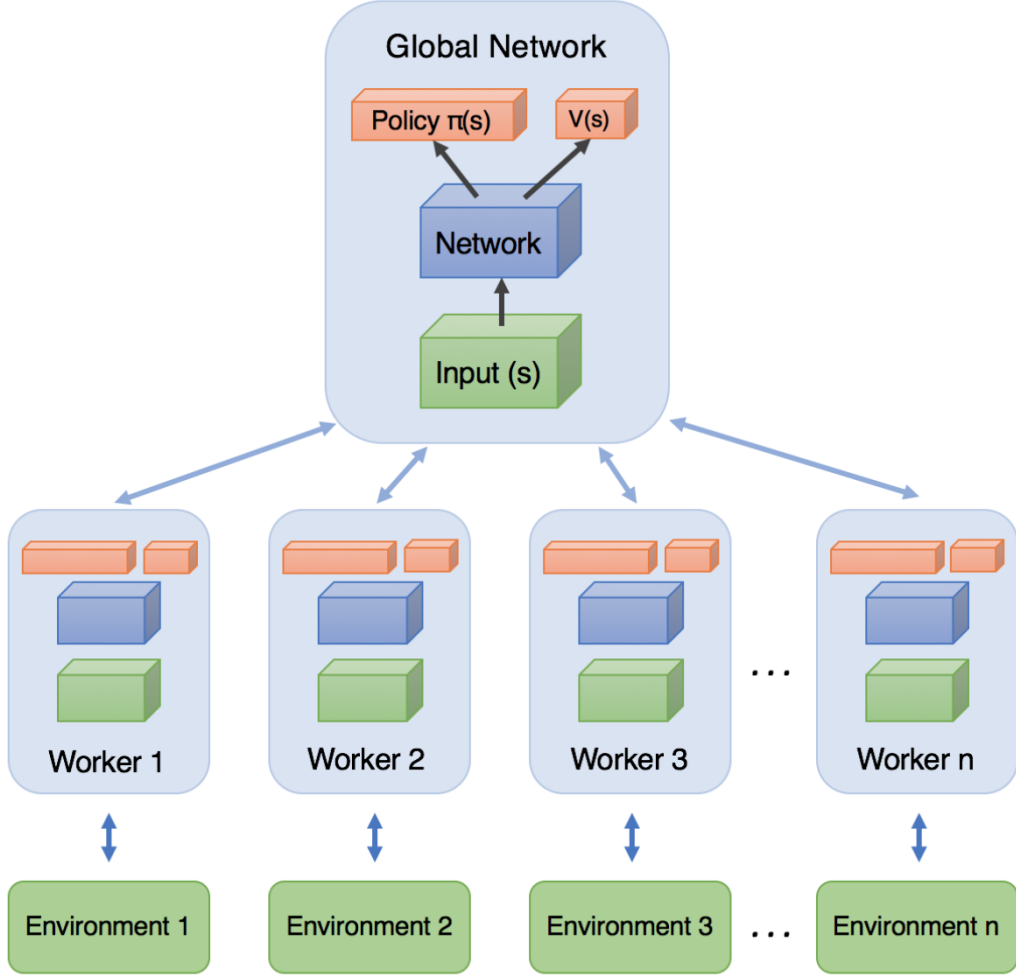 Global Network
Policy π(s)
V(s)
Network
Input (s)
Worker 1
Worker 2
Worker 3
...
Worker n
Environment 1
Environment 2
Environment 3
...
Environment n